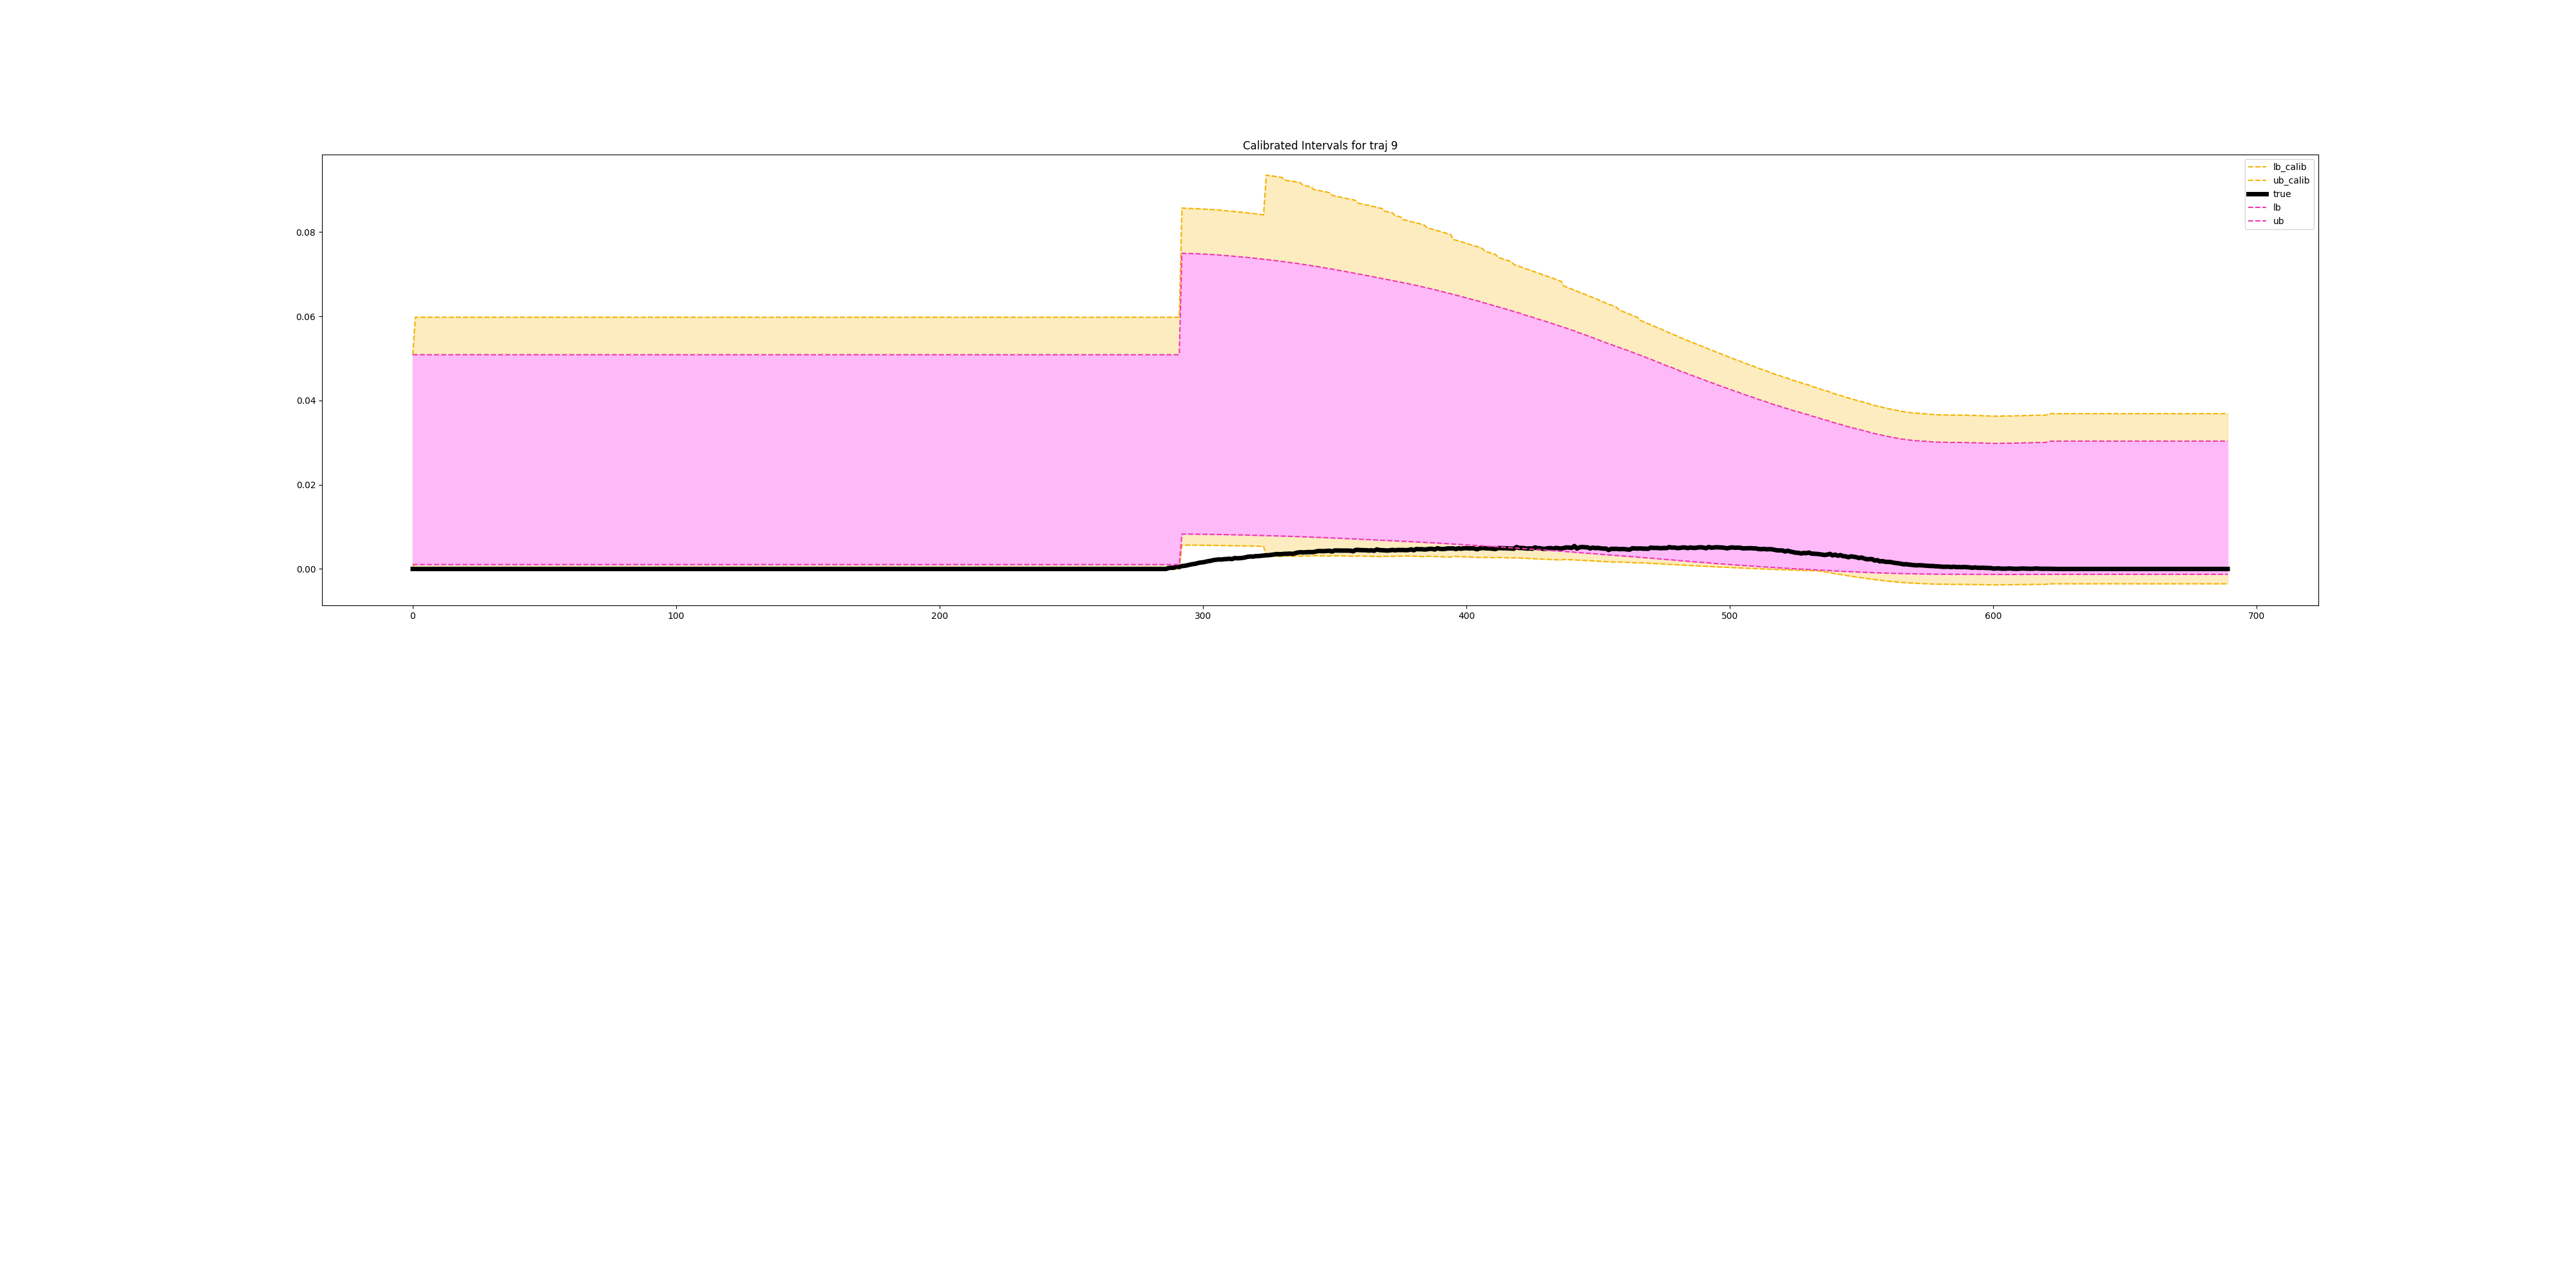 Calibrated Intervals for traj 9
lb_calib
ub_calib
true
lb
ub
0.08
0.06
0.04
0.02
0.00
0 100 200 300 400 500 600 700